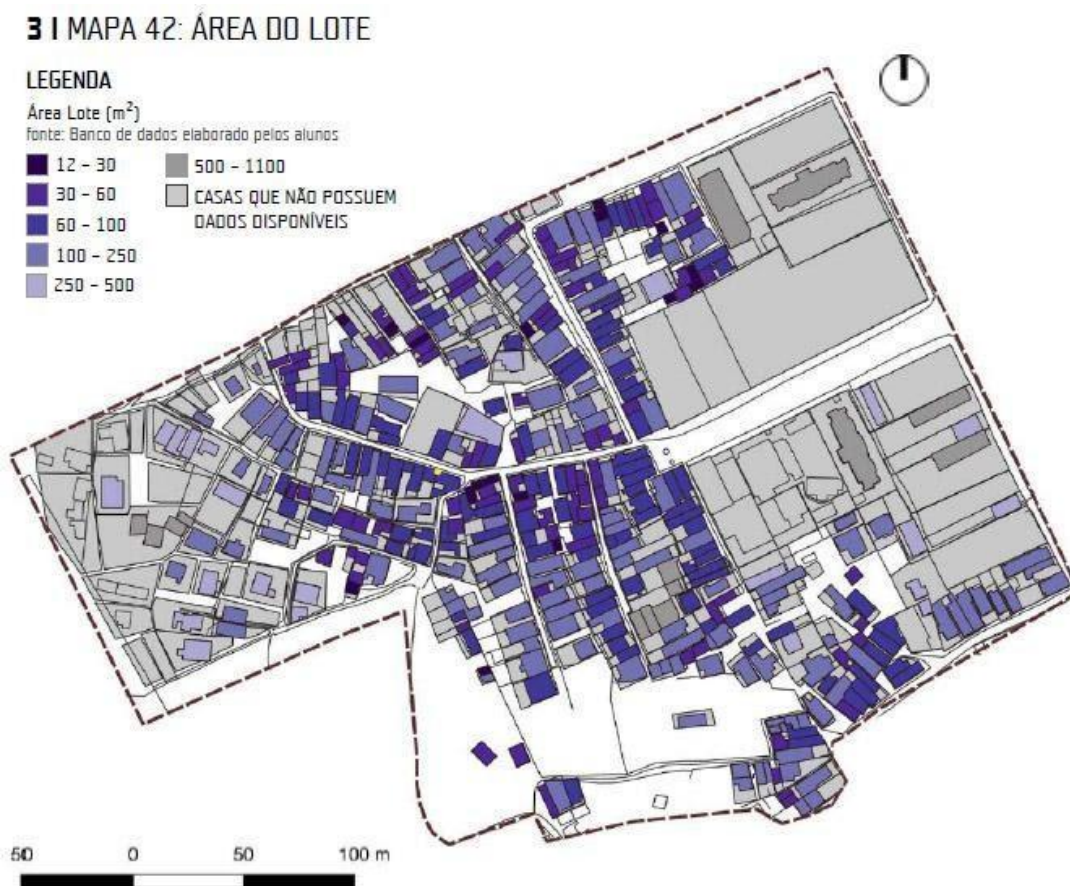 3 | MAPA 42: ÁREA DO LOTE
LEGENDA
Área Lote (m²)
fonte: Banco de dados elaborado pelos alunos
12 - 30
30 - 60
60 - 100
100 - 250
250 - 500
500 - 1100
CASAS QUE NÃO POSSUEM
DADOS DISPONÍVEIS
50 0 50 100 m